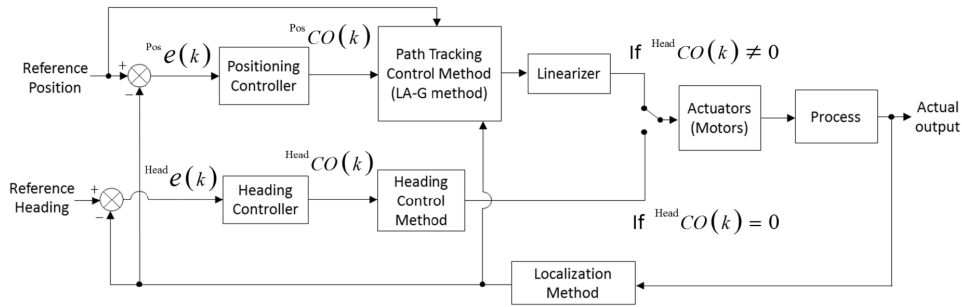 Reference
Position
+
−
Pos e(k)
Positioning
Controller
Pos CO(k)
Path Tracking
Control Method
(LA-G method)
Linearizer
If Head CO(k) ≠ 0
Actuators
(Motors)
Process
Actual
output
Reference
Heading
+
−
Head e(k)
Heading
Controller
Head CO(k)
Heading
Control
Method
If Head CO(k) = 0
Localization
Method